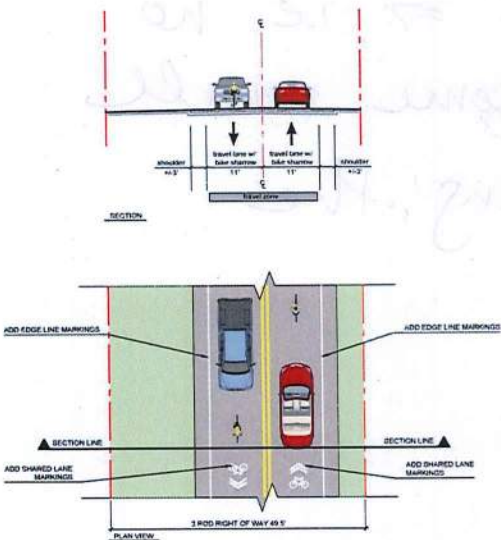 travel lane w/
bike sharrow
travel lane w/
bike sharrow
shoulder
+/-3'
11'
11'
shoulder
+/-3'
travel zone
SECTION
ADD EDGE LINE MARKINGS
ADD EDGE LINE MARKINGS
SECTION LINE
SECTION LINE
ADD SHARED LANE
MARKINGS
ADD SHARED LANE
MARKINGS
3 ROD RIGHT OF WAY 49.5'
PLAN VIEW